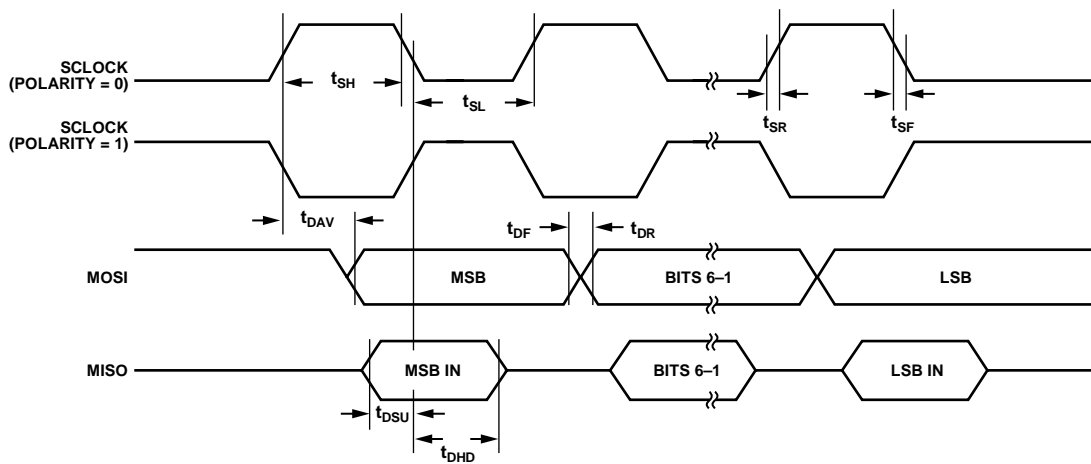 SCLOCK
(POLARITY = 0)
tSH
tSL
tSR
tSF
SCLOCK
(POLARITY = 1)
tDAV
tDF
tDR
MOSI
MSB
BITS 6–1
LSB
MISO
MSB IN
BITS 6–1
LSB IN
tDSU
tDHD